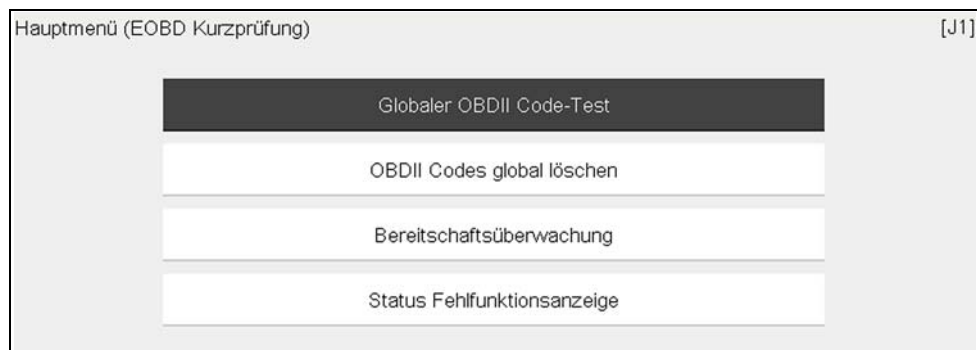 Hauptmenü (EOBD Kurzprüfung) [J1]
Globaler OBDII Code-Test
OBDII Codes global löschen
Bereitschaftsüberwachung
Status Fehlfunktionsanzeige